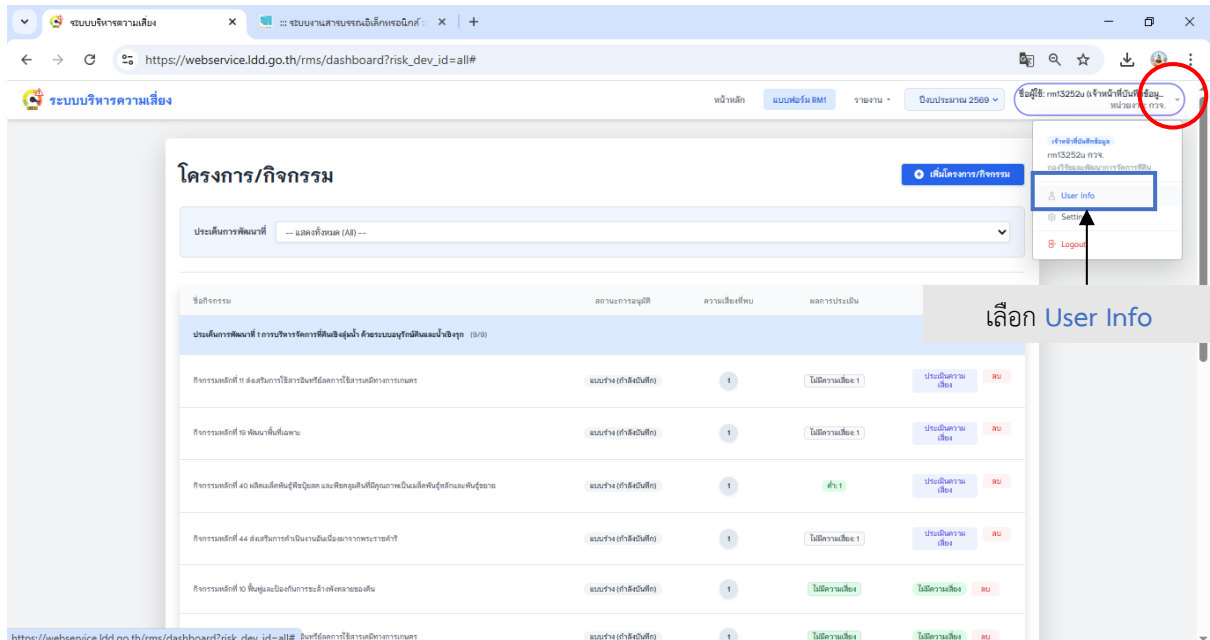 ระบบบริหารความเสี่ยง
::: ระบบงานสารบรรณอิเล็กทรอนิกส์ :
https://webservice.ldd.go.th/rms/dashboard?risk_dev_id=all#
ระบบบริหารความเสี่ยง
หน้าหลัก
แบบฟอร์ม RM1
รายงาน
ปีงบประมาณ 2569
ชื่อผู้ใช้: rm13252u (เจ้าหน้าที่บันทึกข้อมู...
หน่วยงาน: กวจ.
เจ้าหน้าที่บันทึกข้อมูล
rm13252u กวจ.
กองวิจัยและพัฒนาการจัดการที่ดิน
User Info
Setting
Logout
เลือก User Info
โครงการ/กิจกรรม
เพิ่มโครงการ/กิจกรรม
ประเด็นการพัฒนาที่
-- แสดงทั้งหมด (All) --
ชื่อกิจกรรม สถานะการอนุมัติ ความเสี่ยงที่พบ ผลการประเมิน
ประเด็นการพัฒนาที่ 1 การบริหารจัดการที่ดินเชิงลุ่มน้ำ ด้วยระบบอนุรักษ์ดินและน้ำเชิงรุก (9/9)
กิจกรรมหลักที่ 11 ส่งเสริมการใช้สารอินทรีย์ลดการใช้สารเคมีทางการเกษตร แบบร่าง (กำลังบันทึก) 1 ไม่มีความเสี่ยง: 1 ประเมินความเสี่ยง ลบ
กิจกรรมหลักที่ 19 พัฒนาพื้นที่เฉพาะ แบบร่าง (กำลังบันทึก) 1 ไม่มีความเสี่ยง: 1 ประเมินความเสี่ยง ลบ
กิจกรรมหลักที่ 40 ผลิตเมล็ดพันธุ์พืชปุ๋ยสด และพืชคลุมดินที่มีคุณภาพเป็นเมล็ดพันธุ์หลักและพันธุ์ขยาย แบบร่าง (กำลังบันทึก) 1 ต่ำ: 1 ประเมินความเสี่ยง ลบ
กิจกรรมหลักที่ 44 ส่งเสริมการดำเนินงานอันเนื่องมาจากพระราชดำริ แบบร่าง (กำลังบันทึก) 1 ไม่มีความเสี่ยง: 1 ประเมินความเสี่ยง ลบ
กิจกรรมหลักที่ 10 ฟื้นฟูและป้องกันการชะล้างพังทลายของดิน แบบร่าง (กำลังบันทึก) 1 ไม่มีความเสี่ยง ไม่มีความเสี่ยง ลบ
อินทรีย์ลดการใช้สารเคมีทางการเกษตร แบบร่าง (กำลังบันทึก) 1 ไม่มีความเสี่ยง ไม่มีความเสี่ยง ลบ
https://webservice.ldd.go.th/rms/dashboard?risk_dev_id=all#